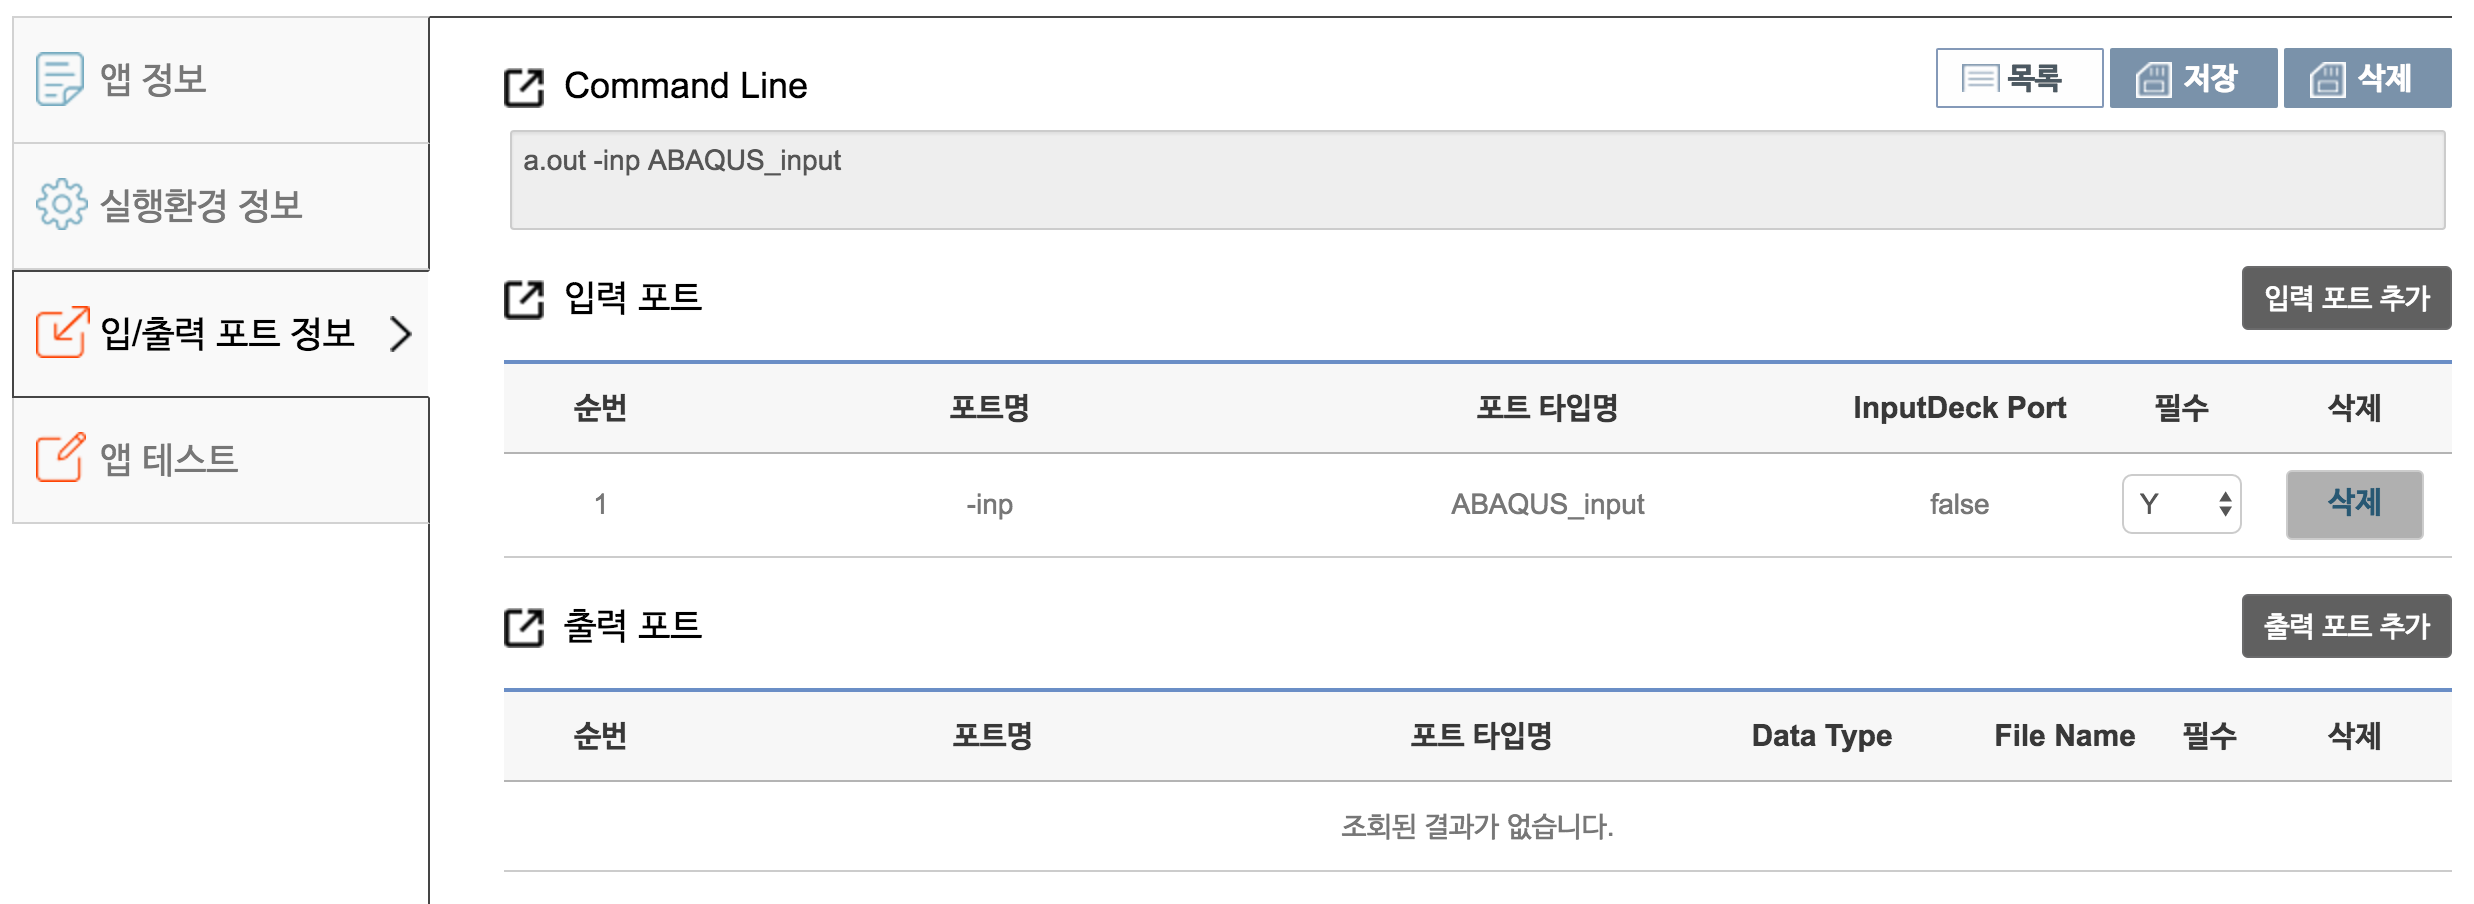 앱 정보
실행환경 정보
입/출력 포트 정보
앱 테스트
Command Line
목록 저장 삭제
a.out -inp ABAQUS_input
입력 포트
입력 포트 추가
순번 포트명 포트 타입명 InputDeck Port 필수 삭제
1 -inp ABAQUS_input false Y 삭제
출력 포트
출력 포트 추가
순번 포트명 포트 타입명 Data Type File Name 필수 삭제
조회된 결과가 없습니다.